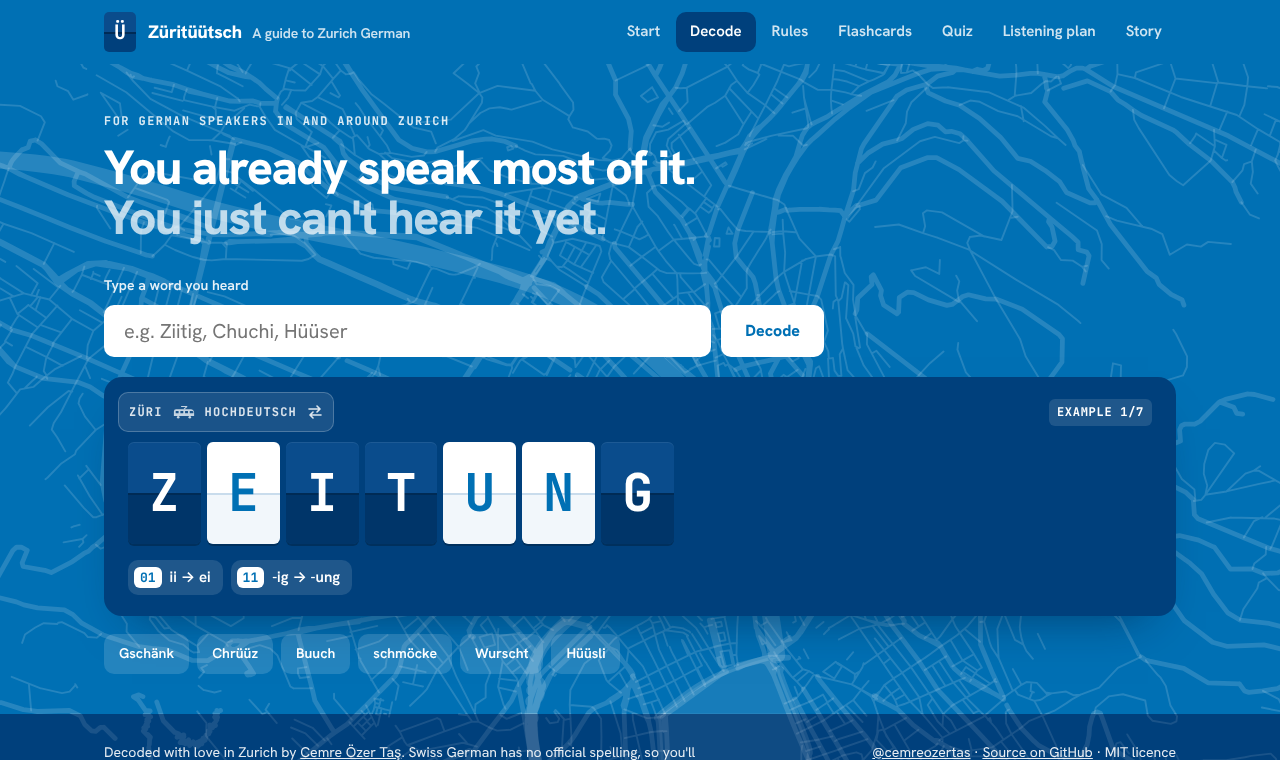 Ü Züritüütsch A guide to Zurich German Start Decode Rules Flashcards Quiz Listening plan Story
FOR GERMAN SPEAKERS IN AND AROUND ZURICH
You already speak most of it.
You just can't hear it yet.
Type a word you heard
e.g. Ziitig, Chuchi, Hüüser Decode
ZÜRI HOCHDEUTSCH ⇄ EXAMPLE 1/7
ZEITUNG
01 ii → ei 11 -ig → -ung
Gschänk Chrüüz Buuch schmöcke Wurscht Hüüsli
Decoded with love in Zurich by Cemre Özer Taş. Swiss German has no official spelling, so you'll @cemreozertas · Source on GitHub · MIT licence